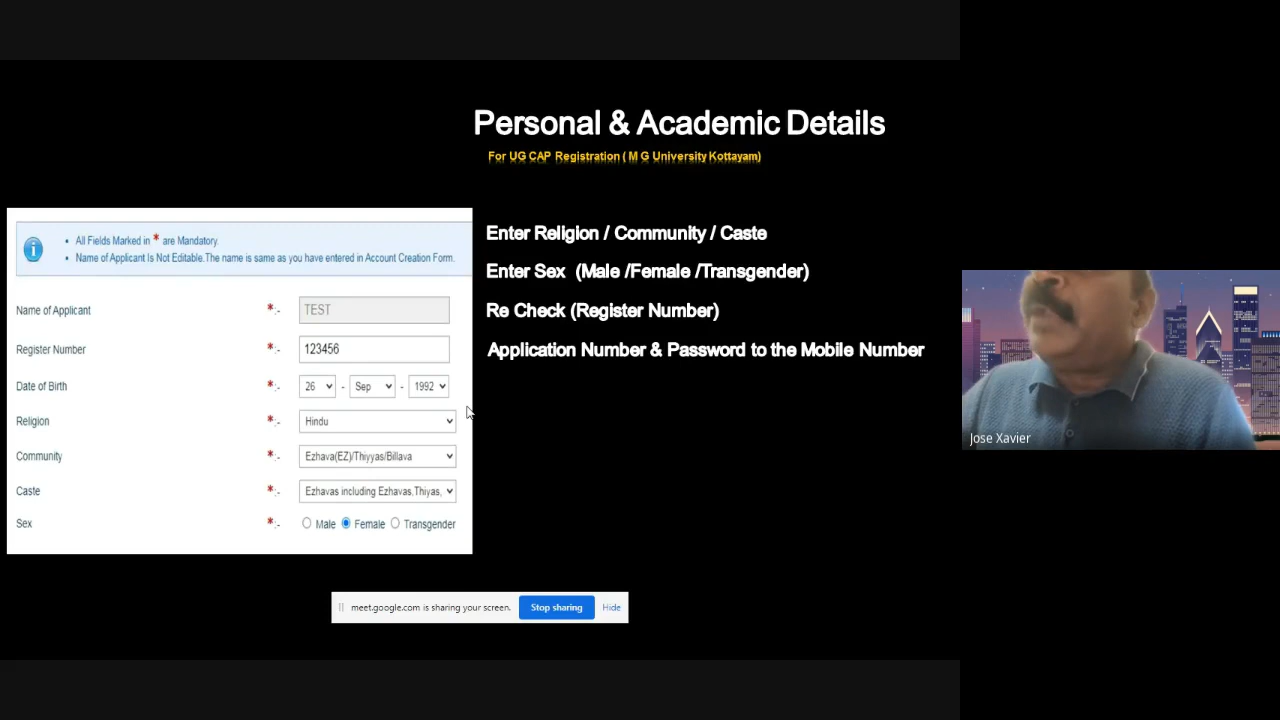 Personal & Academic Details
For UG CAP Registration ( M G University Kottayam)
All Fields Marked in * are Mandatory.
Name of Applicant Is Not Editable.The name is same as you have entered in Account Creation Form.
Name of Applicant *:- TEST
Register Number *:- 123456
Date of Birth *:- 26 - Sep - 1992
Religion *:- Hindu
Community *:- Ezhava(EZ)/Thiyyas/Billava
Caste *:- Ezhavas including Ezhavas,Thiyas,
Sex *:- Male Female Transgender
Enter Religion / Community / Caste
Enter Sex (Male /Female /Transgender)
Re Check (Register Number)
Application Number & Password to the Mobile Number
Jose Xavier
meet.google.com is sharing your screen. Stop sharing Hide